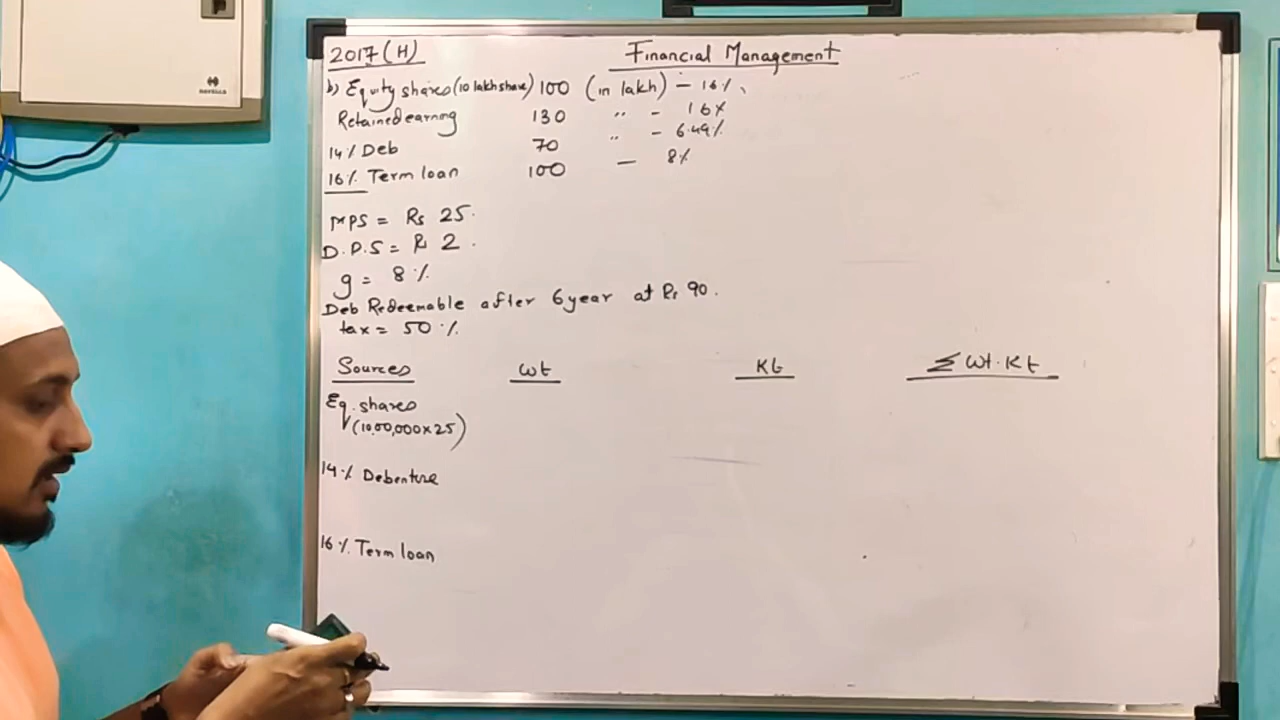 2017 (H)
Financial Management
b) Equity shares (10 lakh share) 100 (in lakh) - 16%
Retained earning 130 " - 16%
14% Deb 70 " - 6.49%
16% Term loan 100 - 8%
MPS = Rs 25.
D.P.S = Rs 2.
g = 8%
Deb Redeemable after 6 year at Rs 90.
tax = 50%
Sources Wt Kt Σ Wt.Kt
Eq. shares
(10,00,000×25)
14% Debenture
16% Term loan
HAVELLS